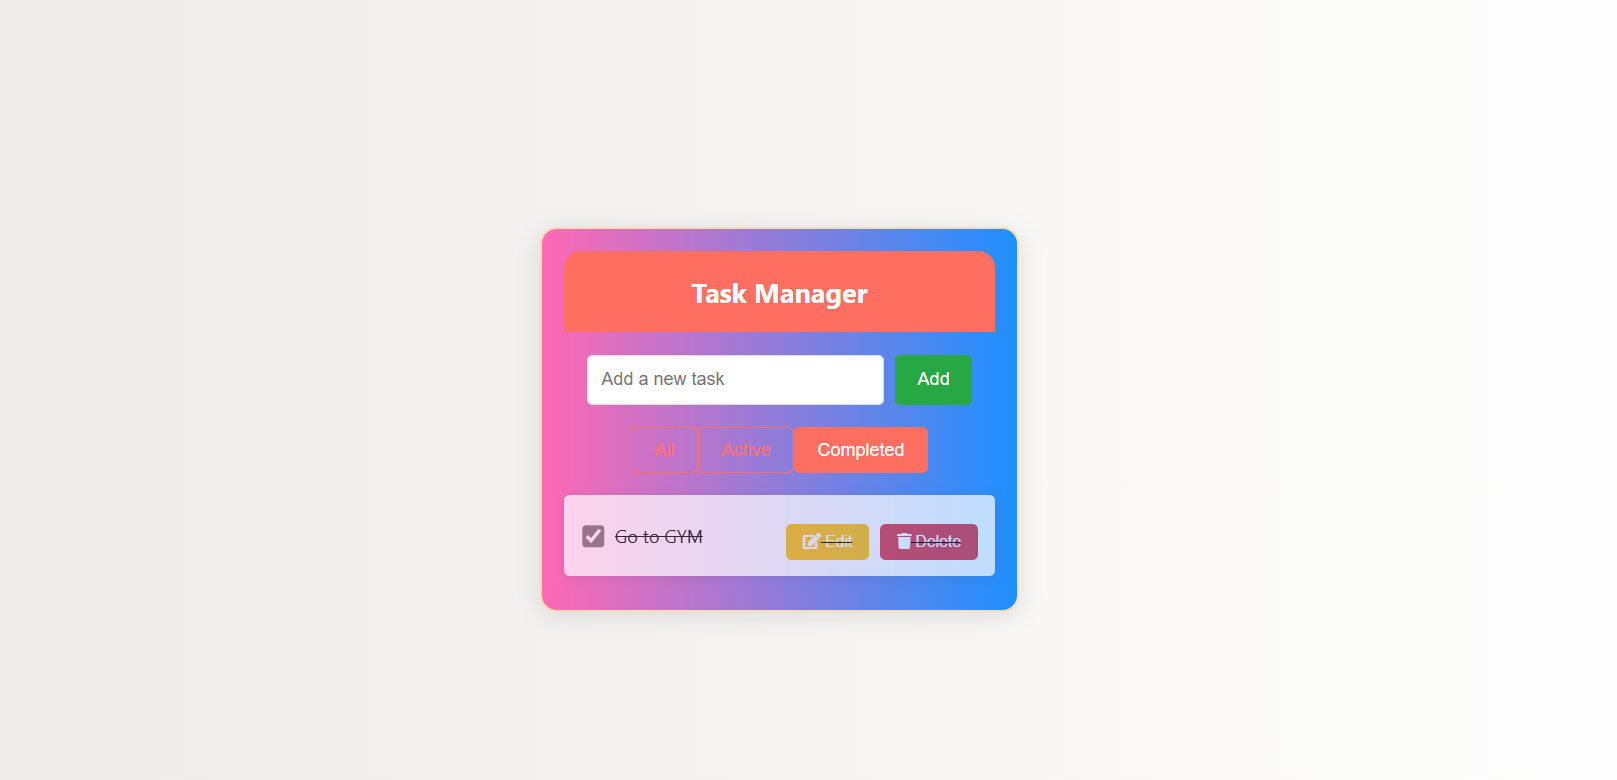 Task Manager
Add a new task Add
All Active Completed
Go to GYM Edit Delete